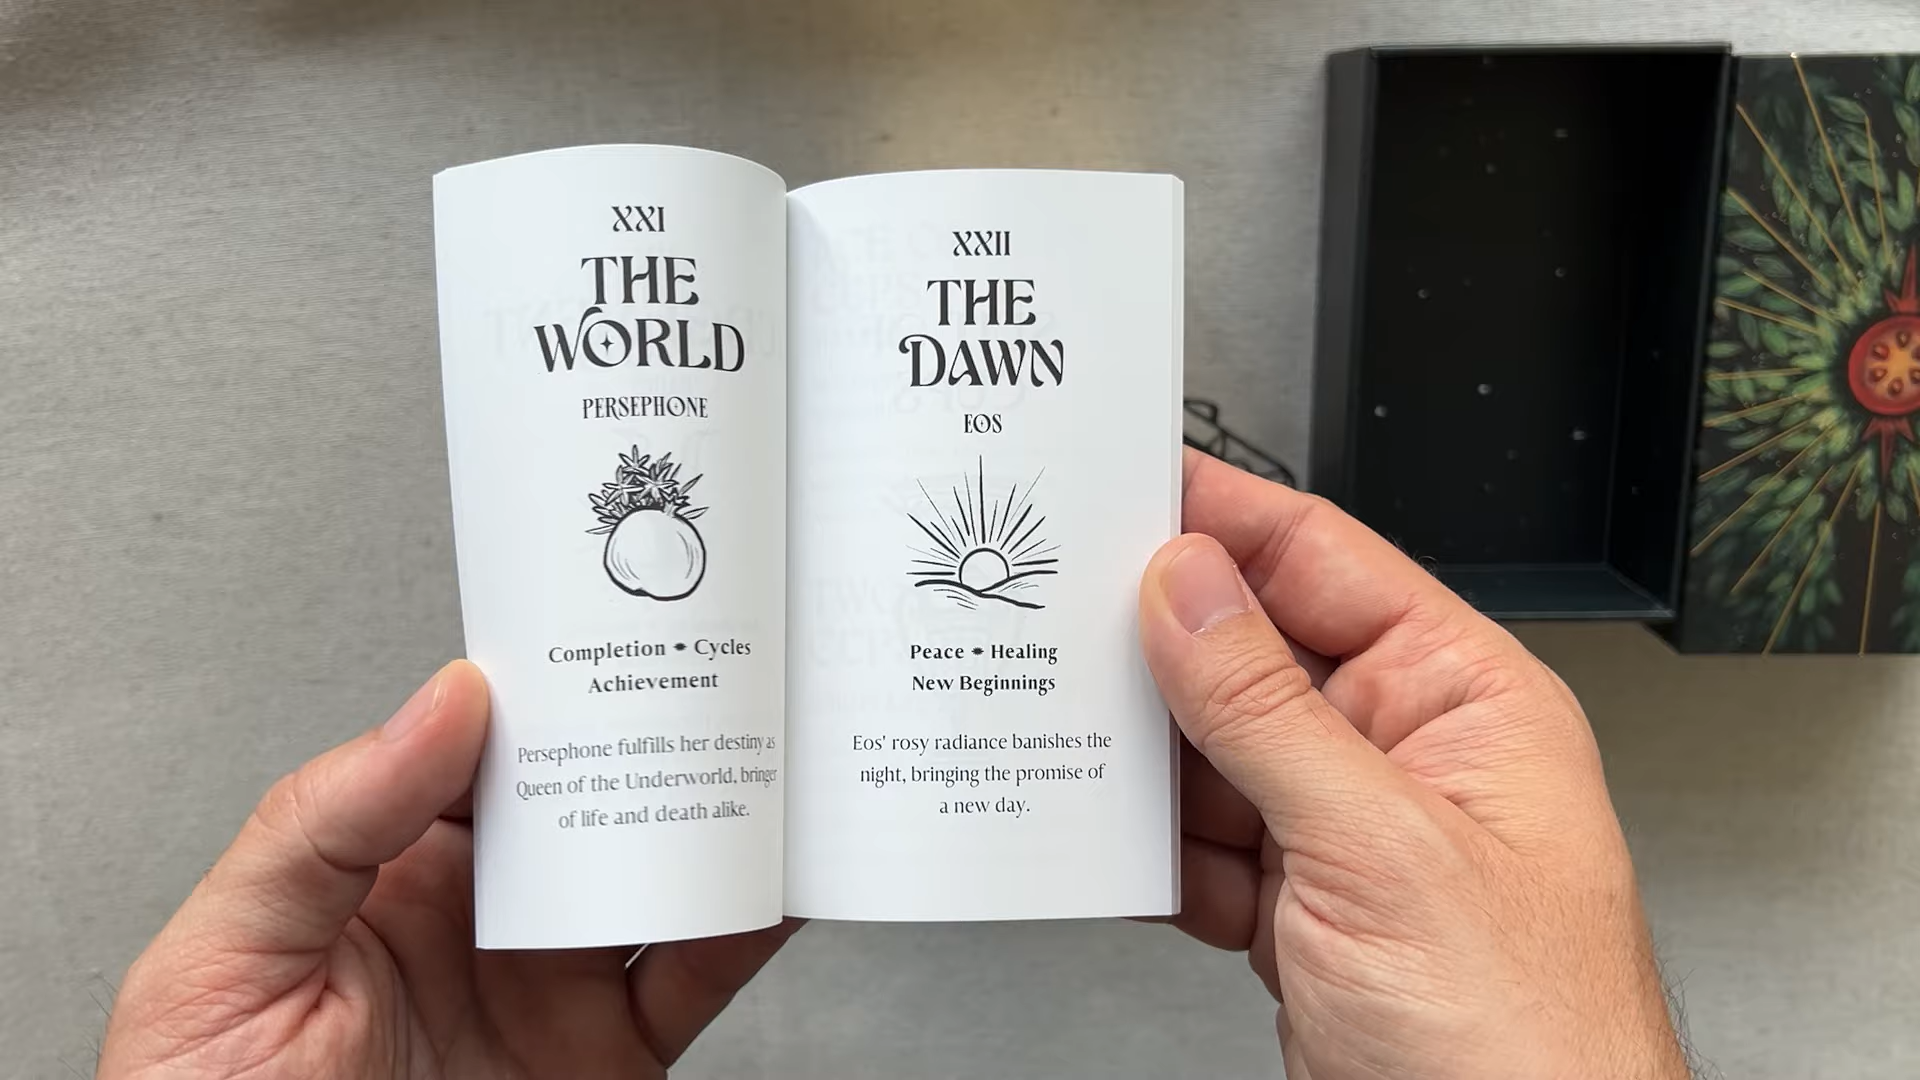 XXI
THE
WORLD
PERSEPHONE
Completion ✹ Cycles
Achievement
Persephone fulfills her destiny as
Queen of the Underworld, bringer
of life and death alike.
XXII
THE
DAWN
EOS
Peace ✹ Healing
New Beginnings
Eos' rosy radiance banishes the
night, bringing the promise of
a new day.